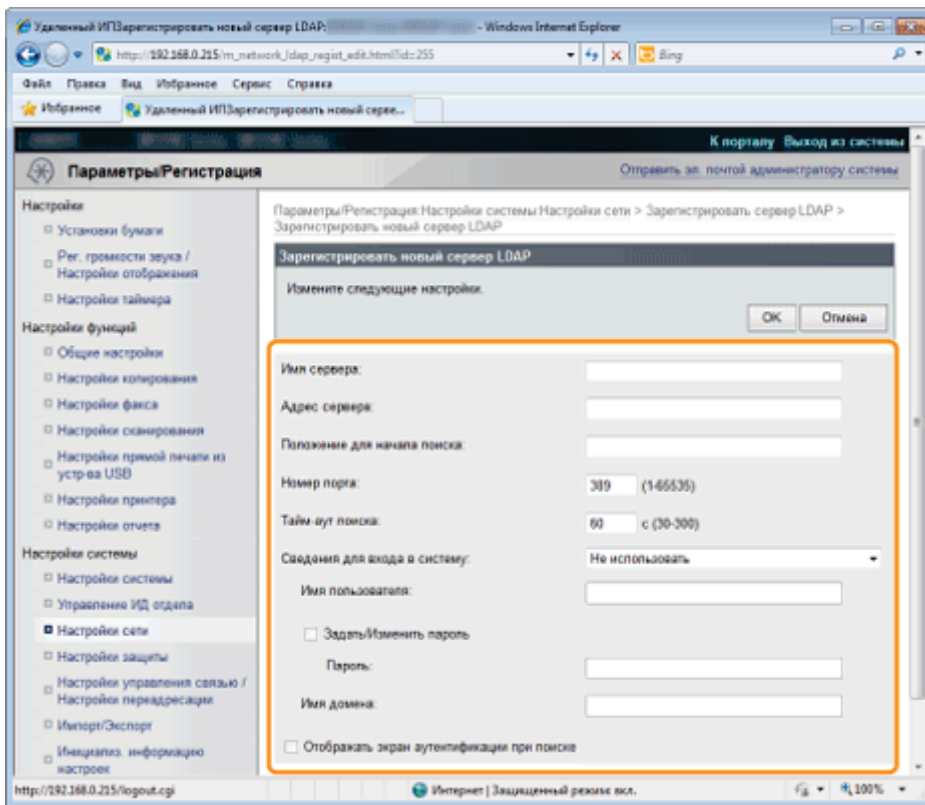 Удаленный ИПЗарегистрировать новый сервер LDAP: - Windows Internet Explorer
http://192.168.0.215/m_network_ldap_regist_edit.html?id=255
Bing
Файл Правка Вид Избранное Сервис Справка
Избранное
Удаленный ИПЗарегистрировать новый серве...
К порталу Выход из системы
Параметры/Регистрация
Отправить эл. почтой администратору системы
Настройки
Установки бумаги
Рег. громкости звука /
Настройки отображения
Настройки таймера
Настройки функций
Общие настройки
Настройки копирования
Настройки факса
Настройки сканирования
Настройки прямой печати из
устр-ва USB
Настройки принтера
Настройки отчета
Настройки системы
Настройки системы
Управление ИД отдела
Настройки сети
Настройки защиты
Настройки управления связью /
Настройки переадресации
Импорт/Экспорт
Инициализ. информацию
настроек
Параметры/Регистрация:Настройки системы:Настройки сети > Зарегистрировать сервер LDAP >
Зарегистрировать новый сервер LDAP
Зарегистрировать новый сервер LDAP
Измените следующие настройки.
OK Отмена
Имя сервера:
Адрес сервера:
Положение для начала поиска:
Номер порта: 389 (1-65535)
Тайм-аут поиска: 60 с (30-300)
Сведения для входа в систему: Не использовать
Имя пользователя:
Задать/Изменить пароль
Пароль:
Имя домена:
Отображать экран аутентификации при поиске
http://192.168.0.215/logout.cgi
Интернет | Защищенный режим: вкл.
100%